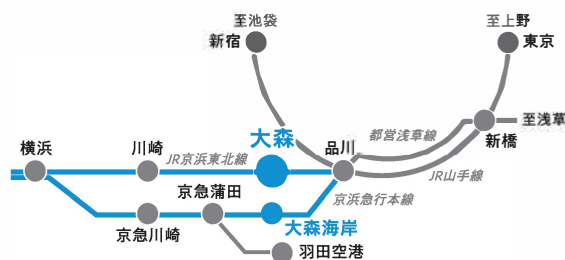 至池袋
新宿
至上野
東京
大森
都営浅草線
至浅草
新橋
横浜
川崎
JR京浜東北線
品川
JR山手線
京急蒲田
京浜急行本線
京急川崎
大森海岸
羽田空港